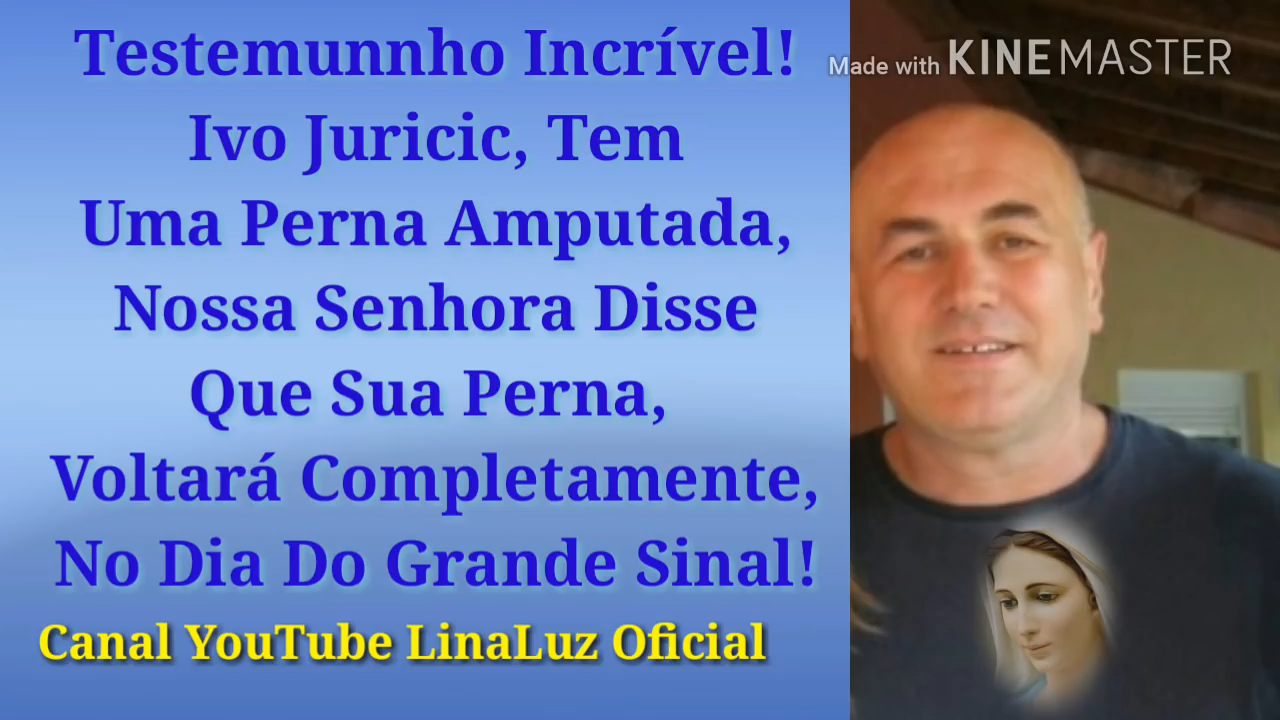 Testemunnho Incrível!
Ivo Juricic, Tem
Uma Perna Amputada,
Nossa Senhora Disse
Que Sua Perna,
Voltará Completamente,
No Dia Do Grande Sinal!
Canal YouTube LinaLuz Oficial
Made with KINEMASTER